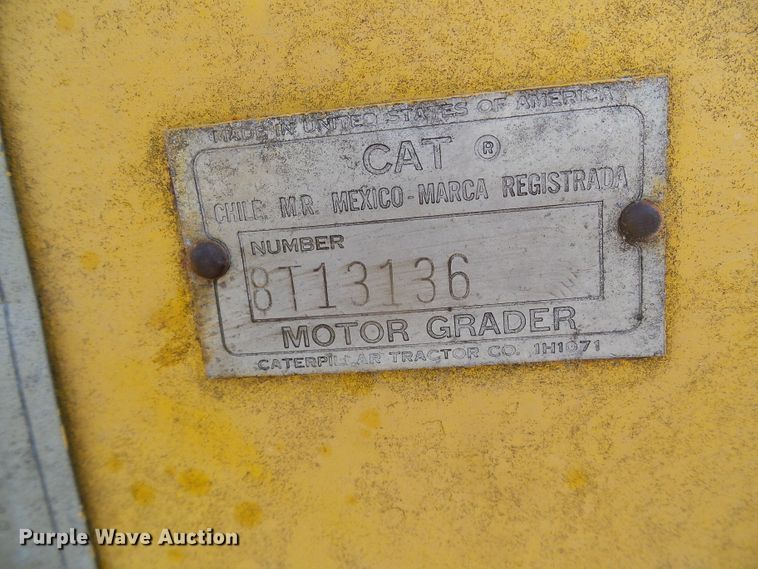 MADE IN UNITED STATES OF AMERICA
CAT ®
CHILE: M.R. MEXICO-MARCA REGISTRADA
NUMBER
8T13136
MOTOR GRADER
CATERPILLAR TRACTOR CO. 1H1071
Purple Wave Auction